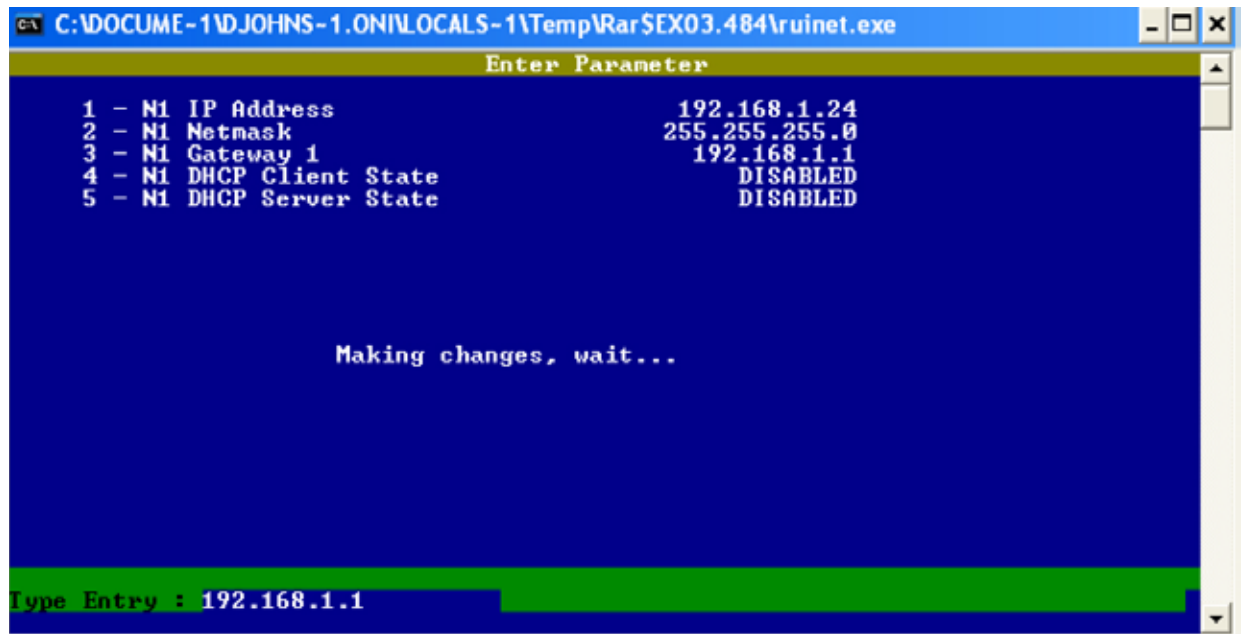 C:\DOCUME~1\DJOHNS~1.ONI\LOCALS~1\Temp\Rar$EX03.484\ruinet.exe
Enter Parameter
1 - N1 IP Address 192.168.1.24
2 - N1 Netmask 255.255.255.0
3 - N1 Gateway 1 192.168.1.1
4 - N1 DHCP Client State DISABLED
5 - N1 DHCP Server State DISABLED
Making changes, wait...
Type Entry : 192.168.1.1